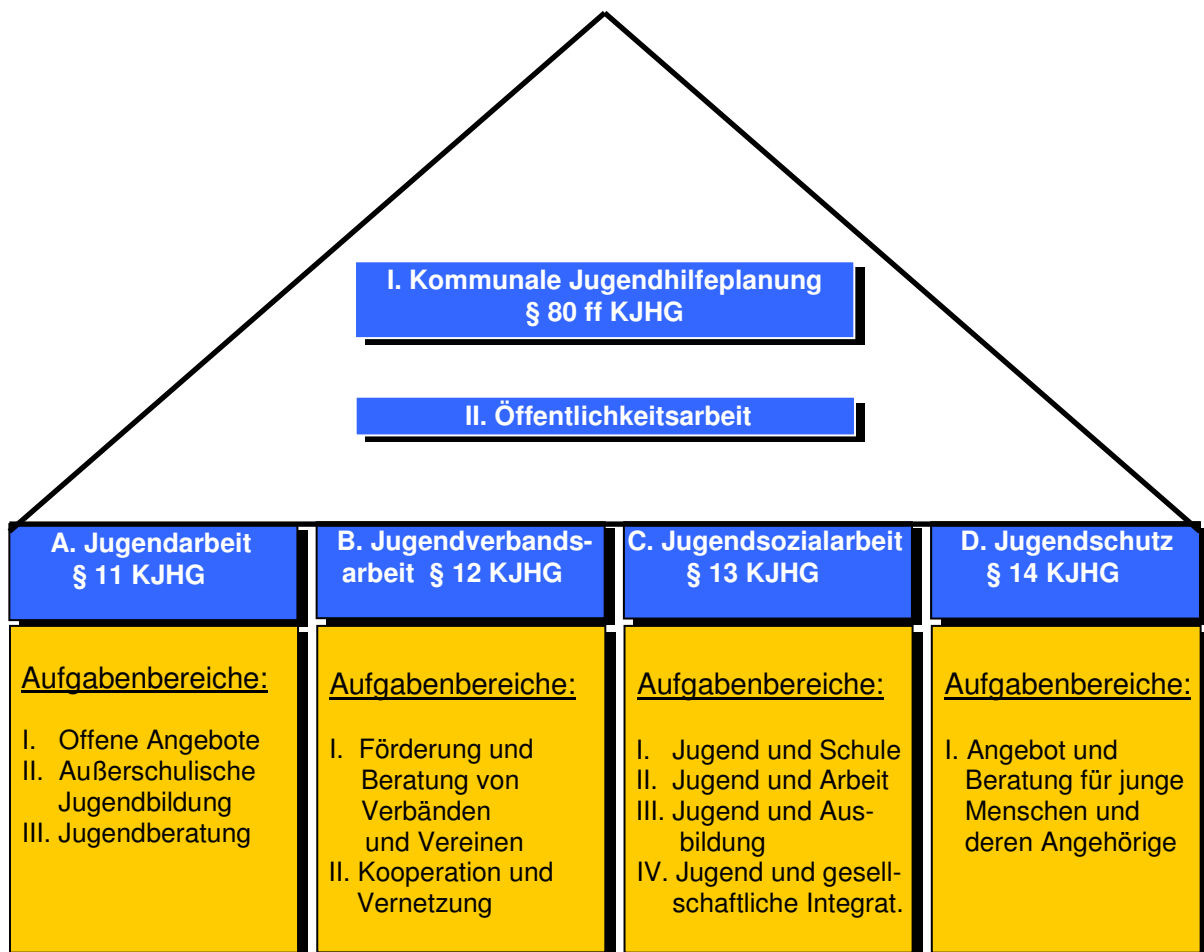 I. Kommunale Jugendhilfeplanung
§ 80 ff KJHG
II. Öffentlichkeitsarbeit
A. Jugendarbeit
§ 11 KJHG
Aufgabenbereiche:
I. Offene Angebote
II. Außerschulische
Jugendbildung
III. Jugendberatung
B. Jugendverbands-
arbeit § 12 KJHG
Aufgabenbereiche:
I. Förderung und
Beratung von
Verbänden
und Vereinen
II. Kooperation und
Vernetzung
C. Jugendsozialarbeit
§ 13 KJHG
Aufgabenbereiche:
I. Jugend und Schule
II. Jugend und Arbeit
III. Jugend und Aus-
bildung
IV. Jugend und gesell-
schaftliche Integrat.
D. Jugendschutz
§ 14 KJHG
Aufgabenbereiche:
I. Angebot und
Beratung für junge
Menschen und
deren Angehörige